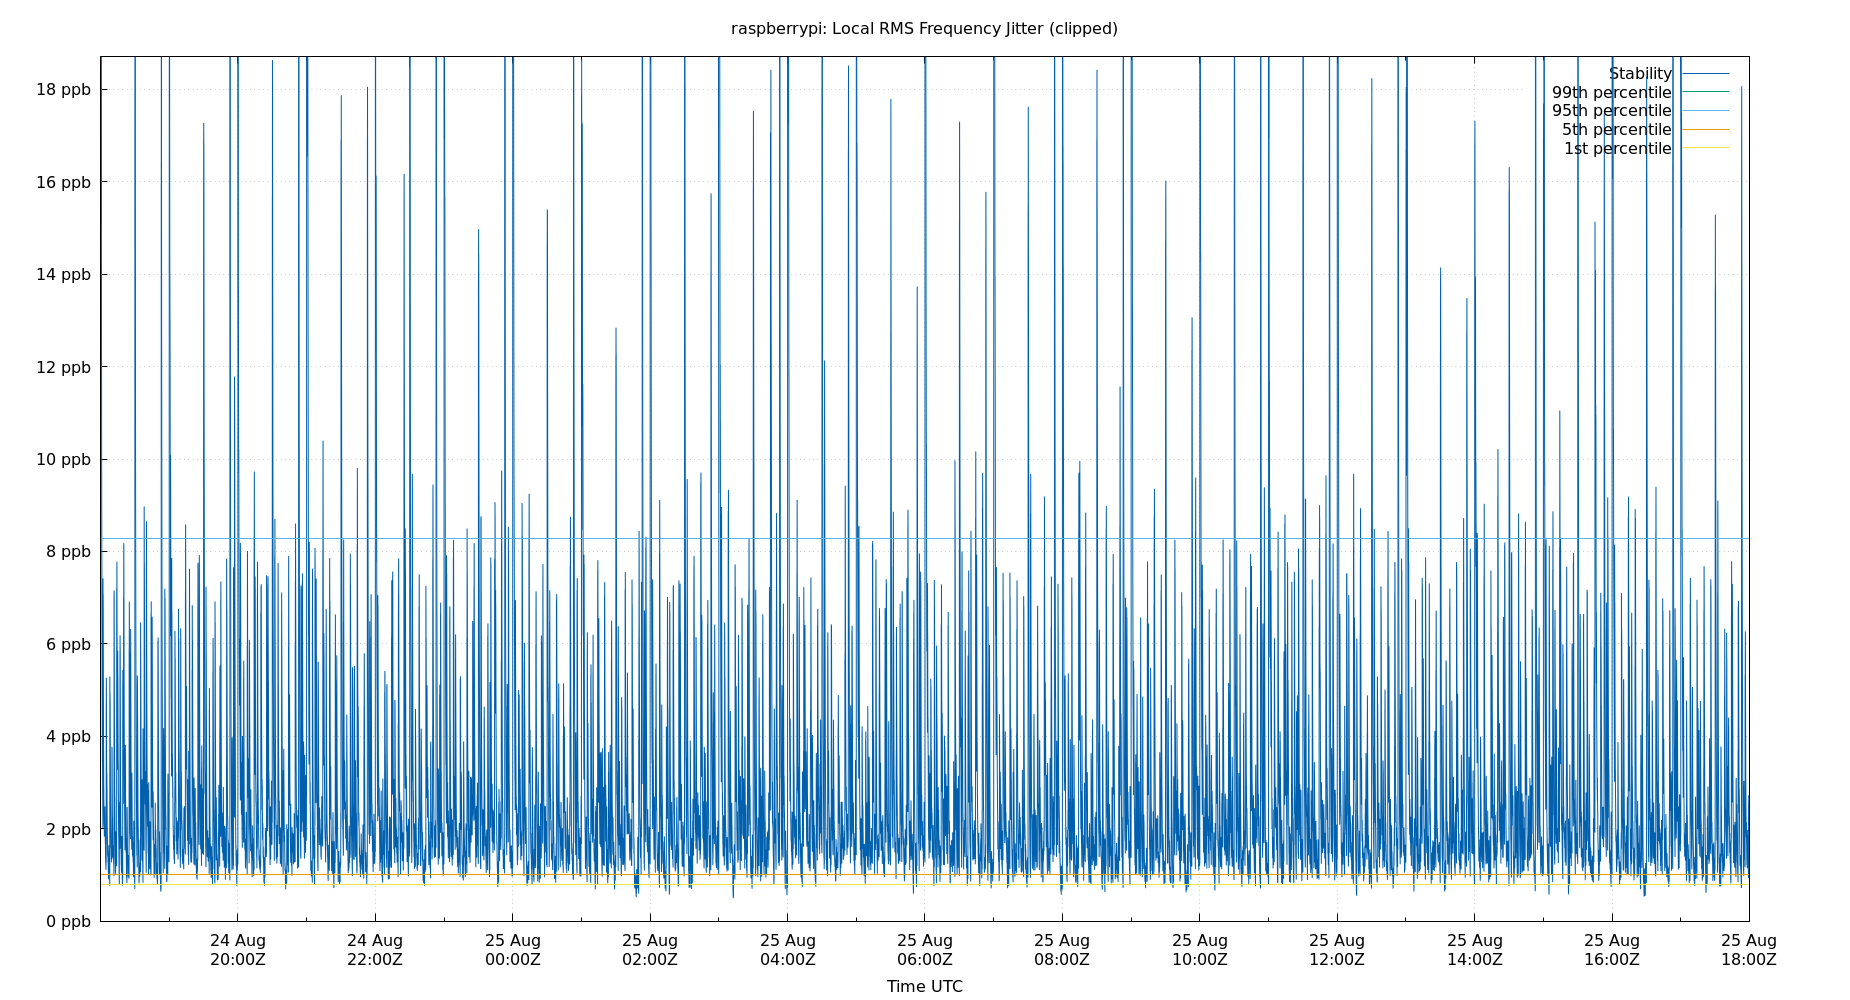 raspberrypi: Local RMS Frequency Jitter (clipped)
18 ppb
16 ppb
14 ppb
12 ppb
10 ppb
8 ppb
6 ppb
4 ppb
2 ppb
0 ppb
Stability
99th percentile
95th percentile
5th percentile
1st percentile
24 Aug
20:00Z
24 Aug
22:00Z
25 Aug
00:00Z
25 Aug
02:00Z
25 Aug
04:00Z
25 Aug
06:00Z
25 Aug
08:00Z
25 Aug
10:00Z
25 Aug
12:00Z
25 Aug
14:00Z
25 Aug
16:00Z
25 Aug
18:00Z
Time UTC